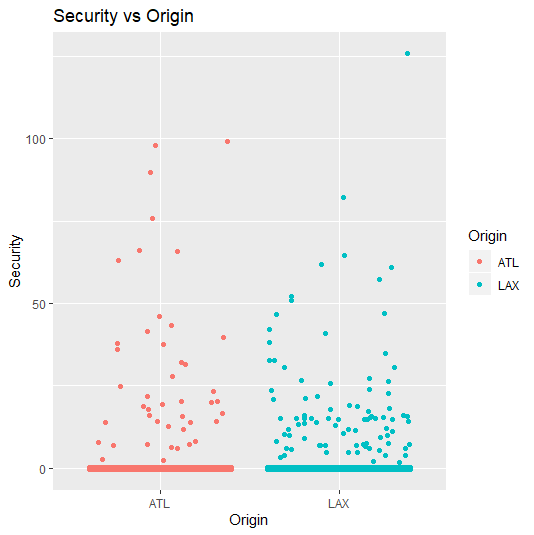 Security vs Origin
100
50
0
Security
ATL
LAX
Origin
Origin
ATL
LAX